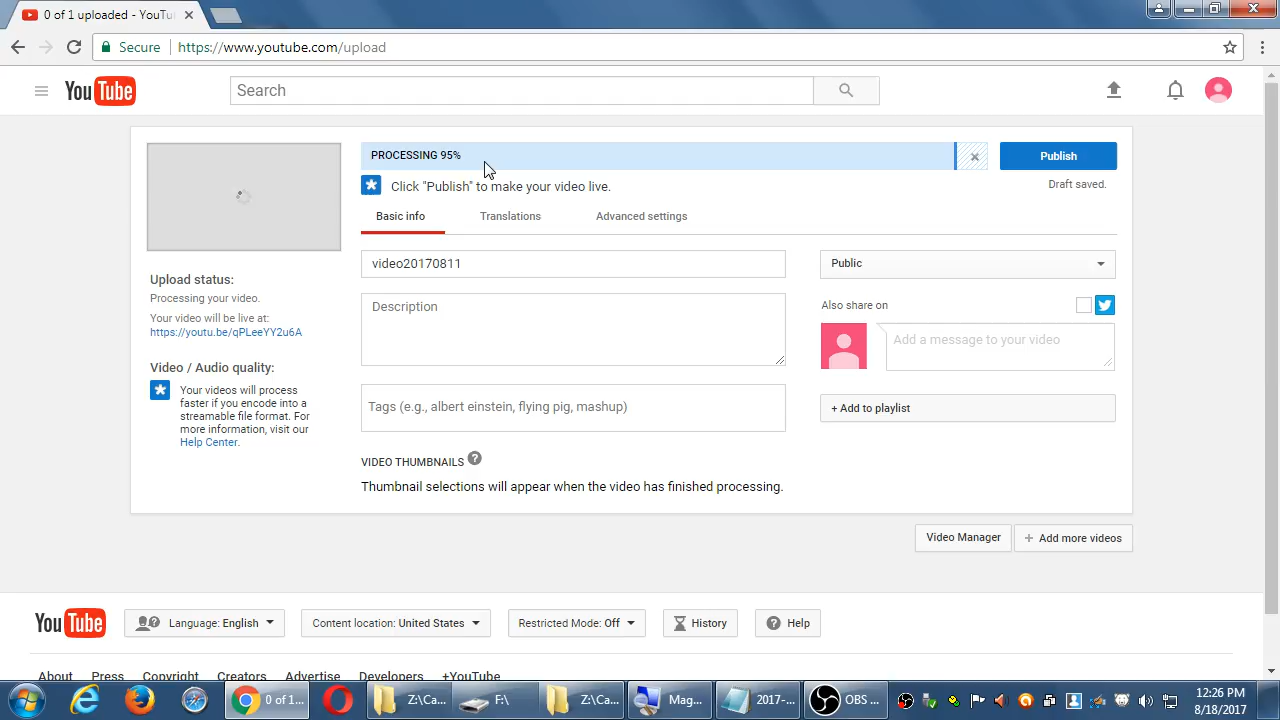 0 of 1 uploaded - YouTu
Secure
https://www.youtube.com/upload
YouTube
Search
PROCESSING 95%
Publish
Click "Publish" to make your video live.
Draft saved.
Basic info
Translations
Advanced settings
video20170811
Public
Upload status:
Processing your video.
Your video will be live at:
https://youtu.be/qPLeeYY2u6A
Description
Also share on
Add a message to your video
Video / Audio quality:
Your videos will process
faster if you encode into a
streamable file format. For
more information, visit our
Help Center.
Tags (e.g., albert einstein, flying pig, mashup)
+ Add to playlist
VIDEO THUMBNAILS
Thumbnail selections will appear when the video has finished processing.
Video Manager
+ Add more videos
YouTube
Language: English
Content location: United States
Restricted Mode: Off
History
Help
About
Press
Copyright
Creators
Advertise
Developers
+YouTube
0 of 1...
Z:\Ca...
F:\
Z:\Ca...
Mag...
2017-...
OBS ...
12:26 PM
8/18/2017